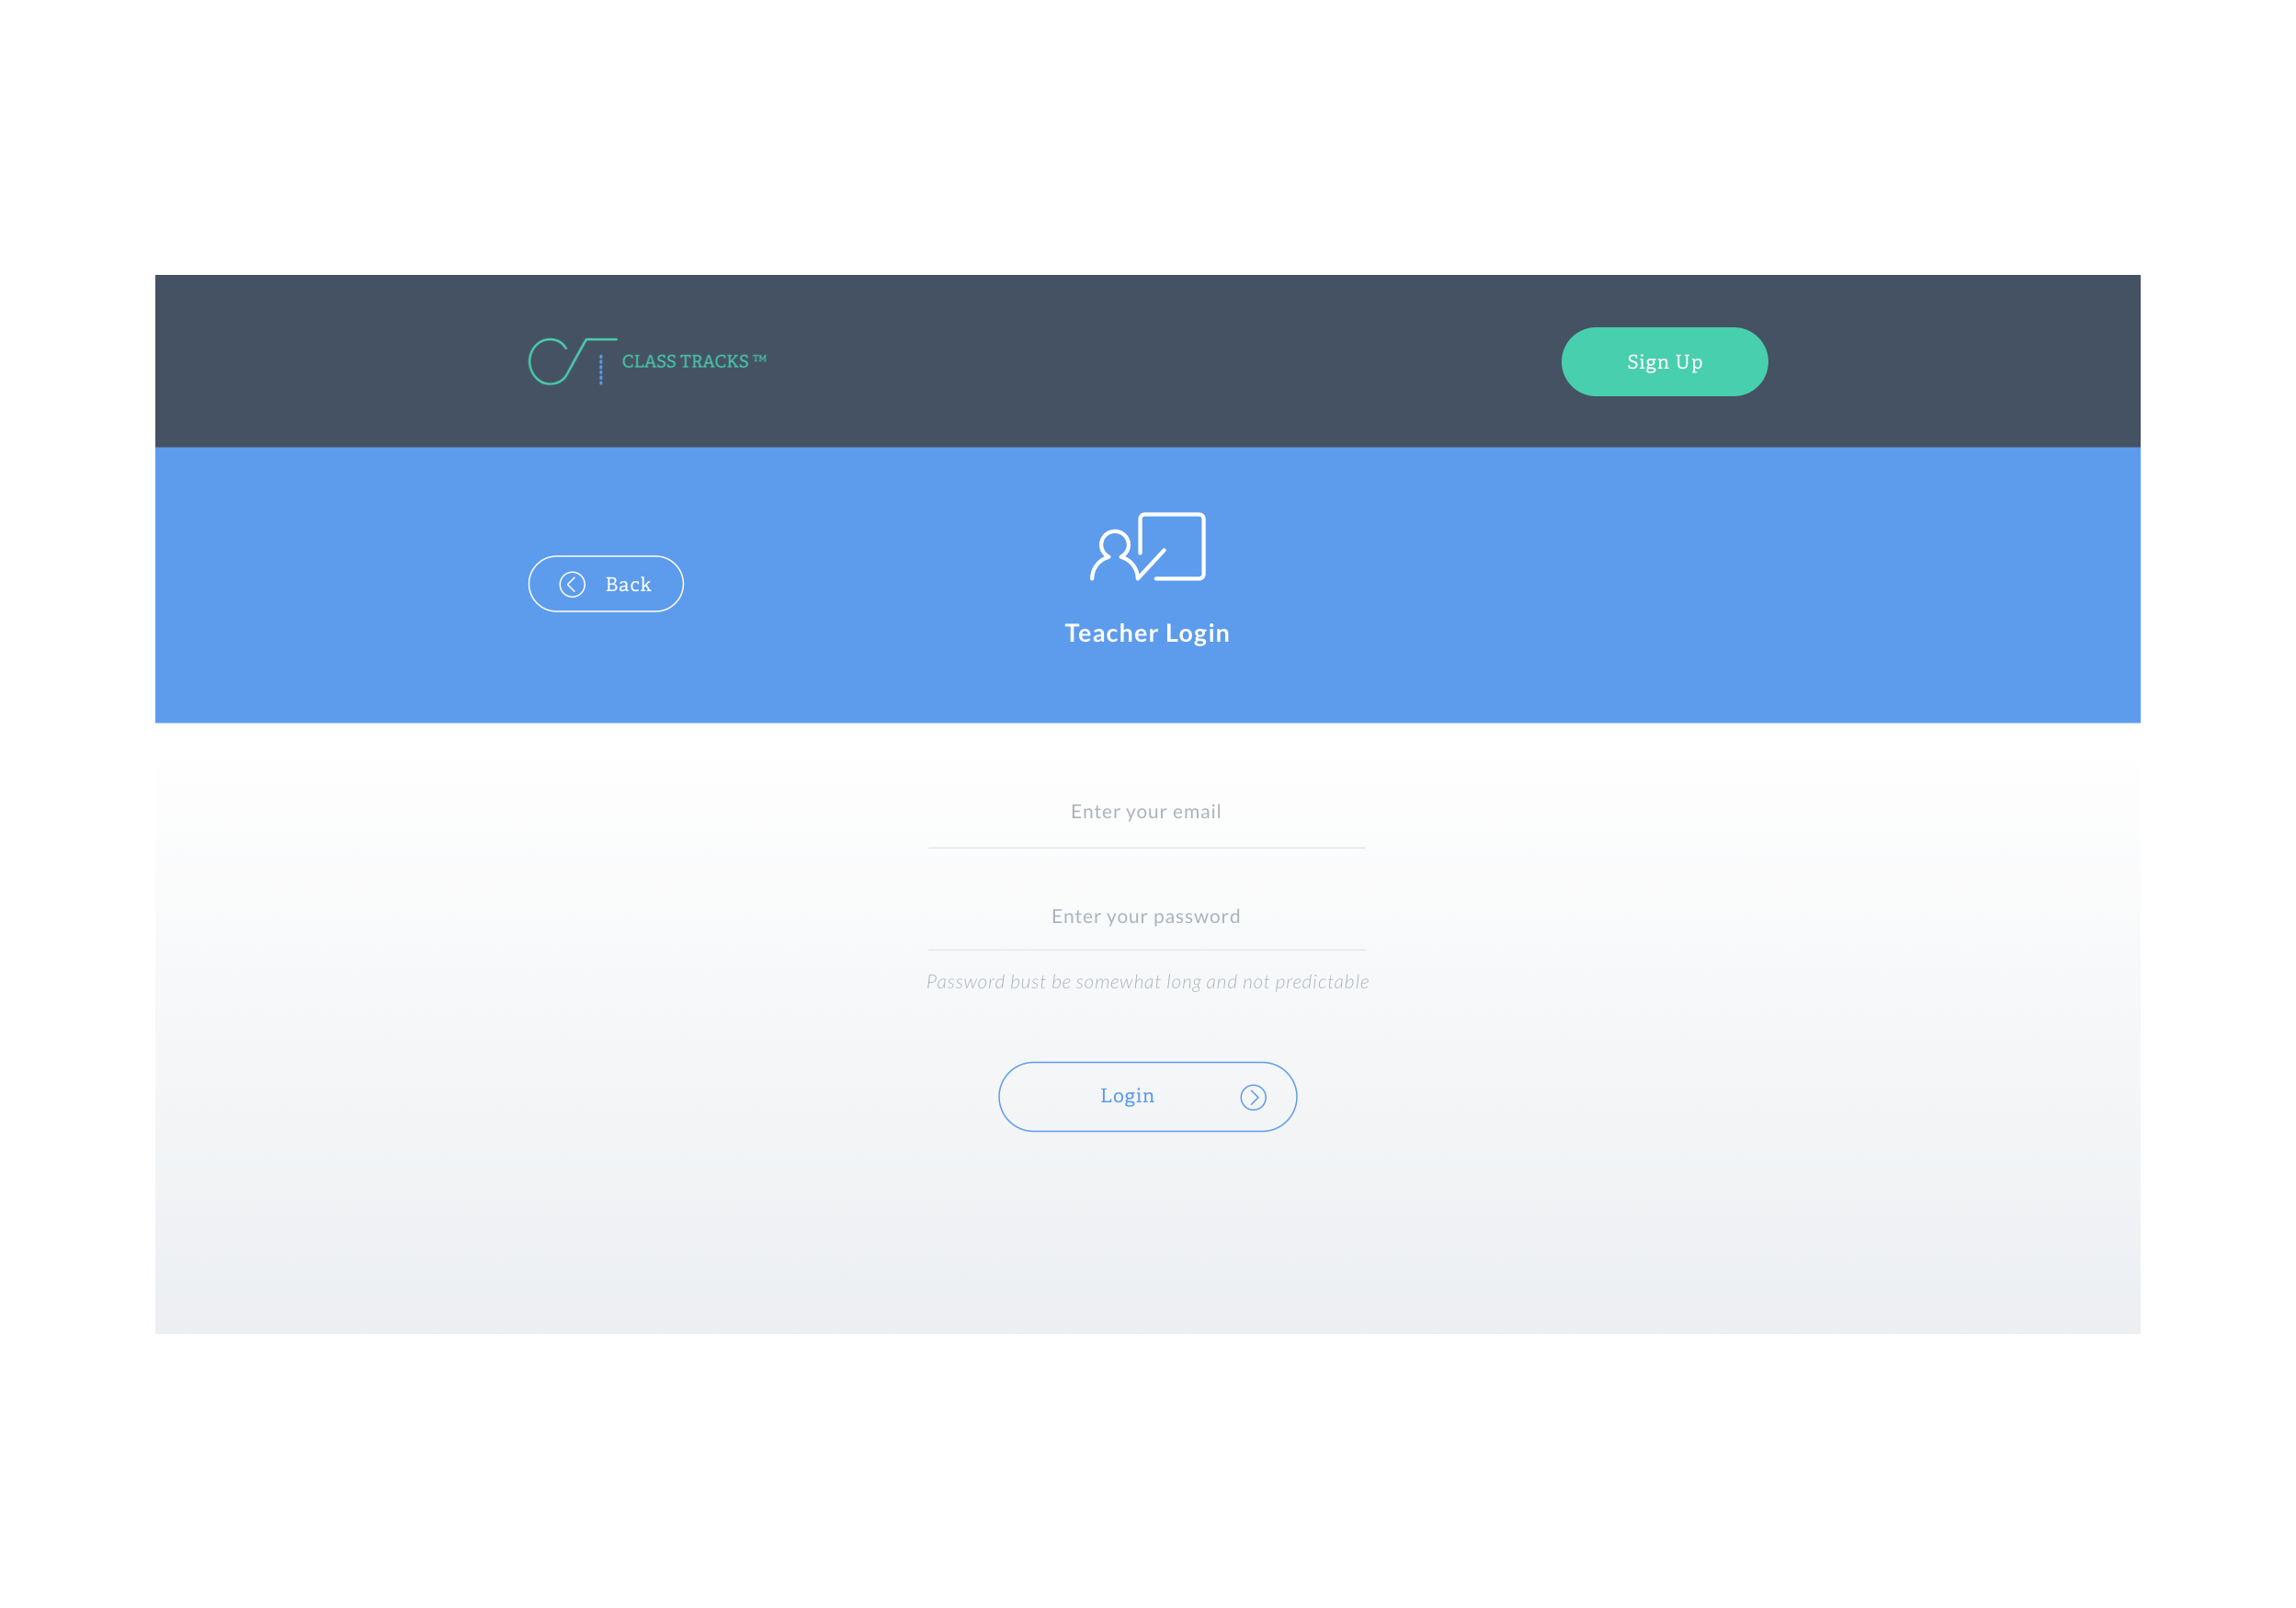 CLASS TRACKS ™
Sign Up
Back
Teacher Login
Enter your email
Enter your password
Password bust be somewhat long and not predictable
Login